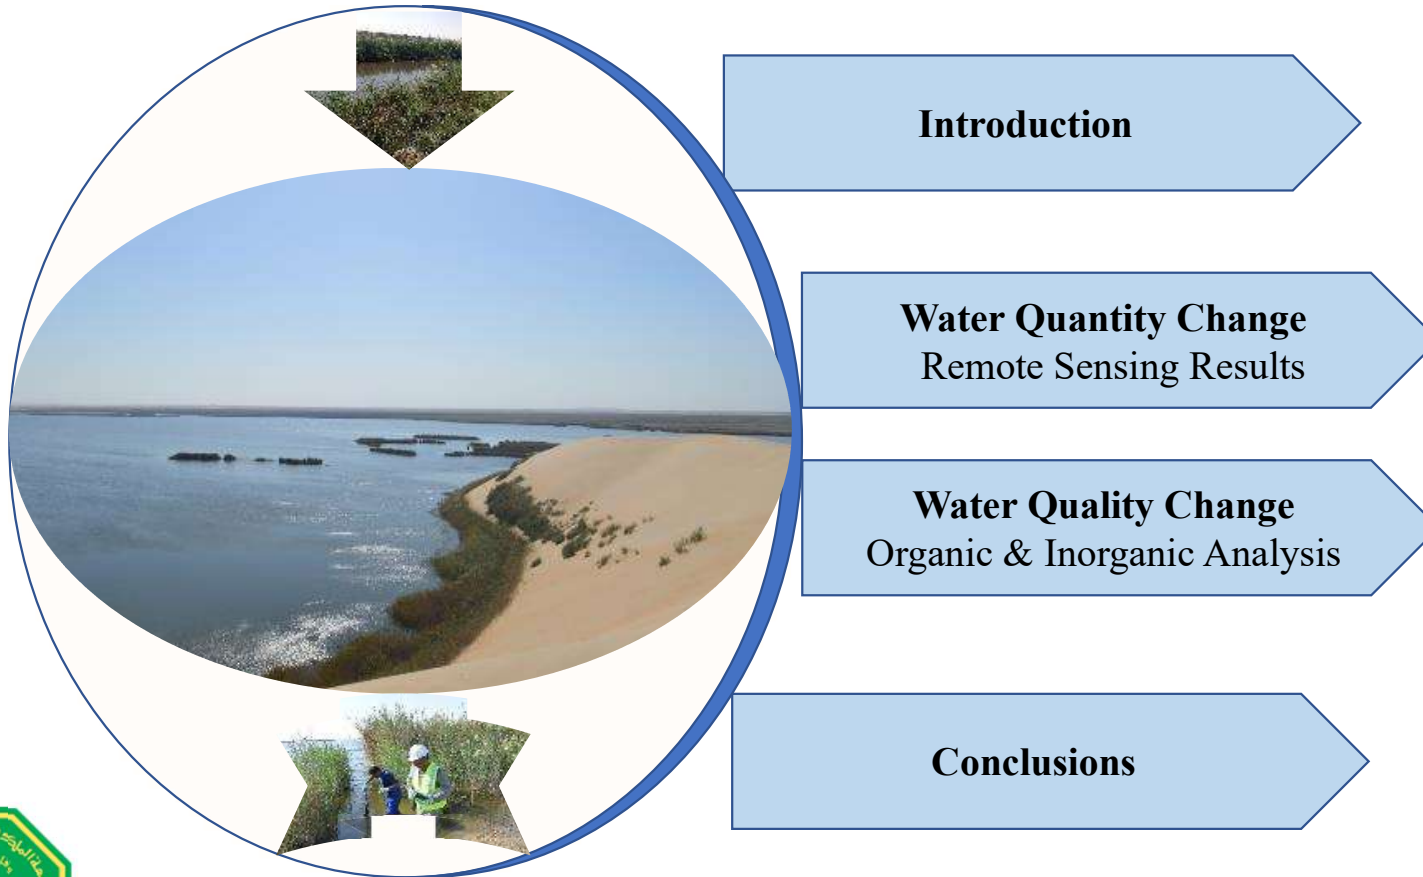 Introduction
Water Quantity Change
Remote Sensing Results
Water Quality Change
Organic & Inorganic Analysis
Conclusions